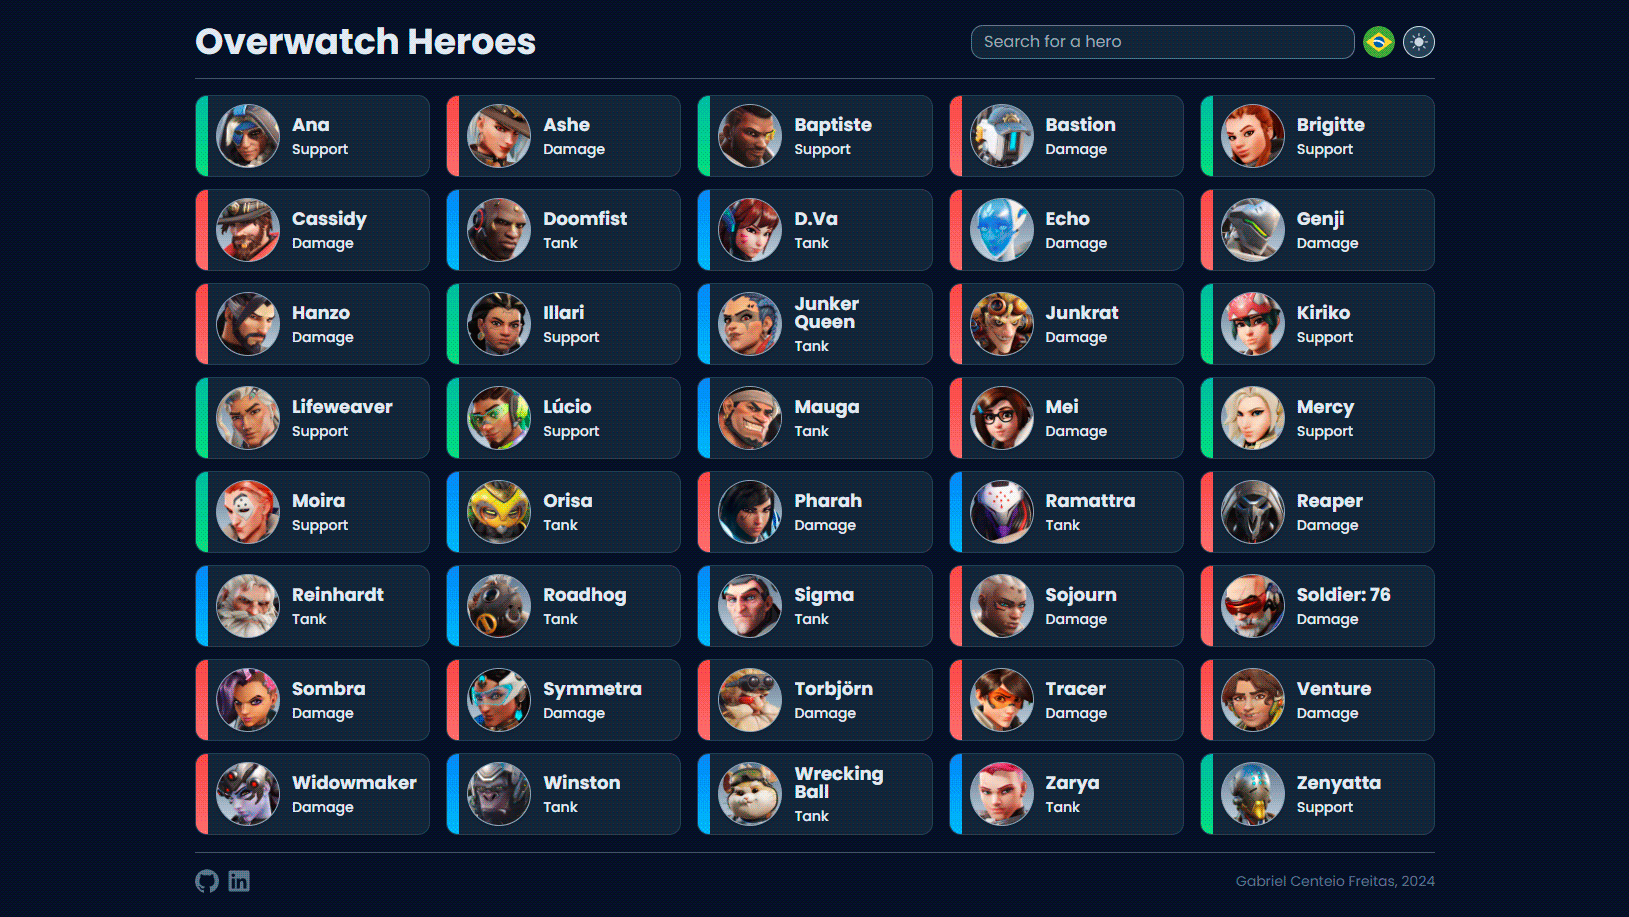 Overwatch Heroes
Search for a hero
Ana
Support
Ashe
Damage
Baptiste
Support
Bastion
Damage
Brigitte
Support
Cassidy
Damage
Doomfist
Tank
D.Va
Tank
Echo
Damage
Genji
Damage
Hanzo
Damage
Illari
Support
Junker
Queen
Tank
Junkrat
Damage
Kiriko
Support
Lifeweaver
Support
Lúcio
Support
Mauga
Tank
Mei
Damage
Mercy
Support
Moira
Support
Orisa
Tank
Pharah
Damage
Ramattra
Tank
Reaper
Damage
Reinhardt
Tank
Roadhog
Tank
Sigma
Tank
Sojourn
Damage
Soldier: 76
Damage
Sombra
Damage
Symmetra
Damage
Torbjörn
Damage
Tracer
Damage
Venture
Damage
Widowmaker
Damage
Winston
Tank
Wrecking
Ball
Tank
Zarya
Tank
Zenyatta
Support
in
Gabriel Centeio Freitas, 2024